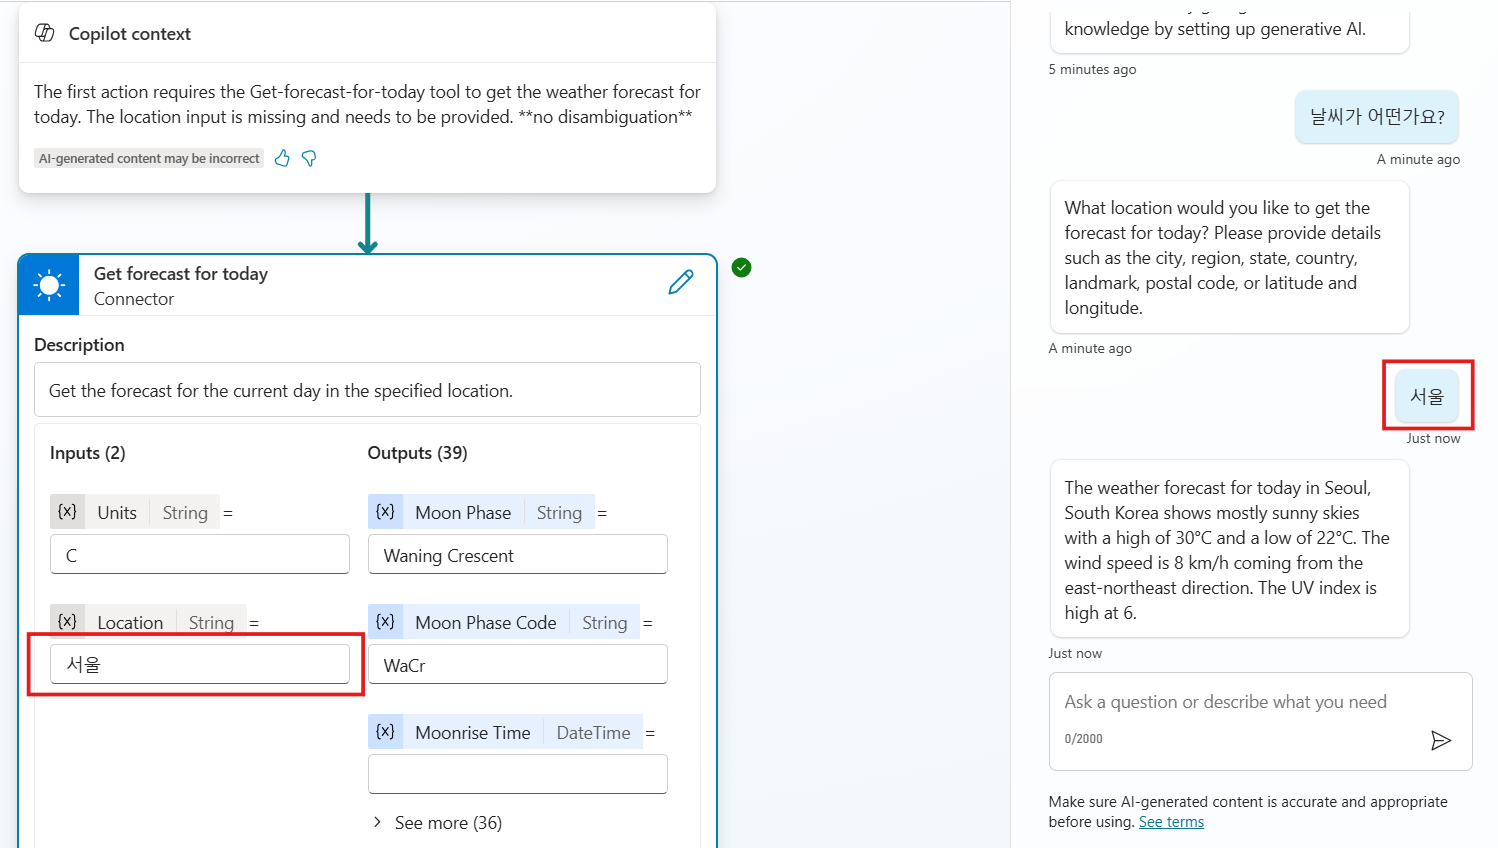 Copilot context
The first action requires the Get-forecast-for-today tool to get the weather forecast for
today. The location input is missing and needs to be provided. **no disambiguation**
AI-generated content may be incorrect
Get forecast for today
Connector
Description
Get the forecast for the current day in the specified location.
Inputs (2)
{x} Units String =
C
{x} Location String =
서울
Outputs (39)
{x} Moon Phase String =
Waning Crescent
{x} Moon Phase Code String =
WaCr
{x} Moonrise Time DateTime =
See more (36)
knowledge by setting up generative AI.
5 minutes ago
날씨가 어떤가요?
A minute ago
What location would you like to get the
forecast for today? Please provide details
such as the city, region, state, country,
landmark, postal code, or latitude and
longitude.
A minute ago
서울
Just now
The weather forecast for today in Seoul,
South Korea shows mostly sunny skies
with a high of 30°C and a low of 22°C. The
wind speed is 8 km/h coming from the
east-northeast direction. The UV index is
high at 6.
Just now
Ask a question or describe what you need
0/2000
Make sure AI-generated content is accurate and appropriate
before using. See terms